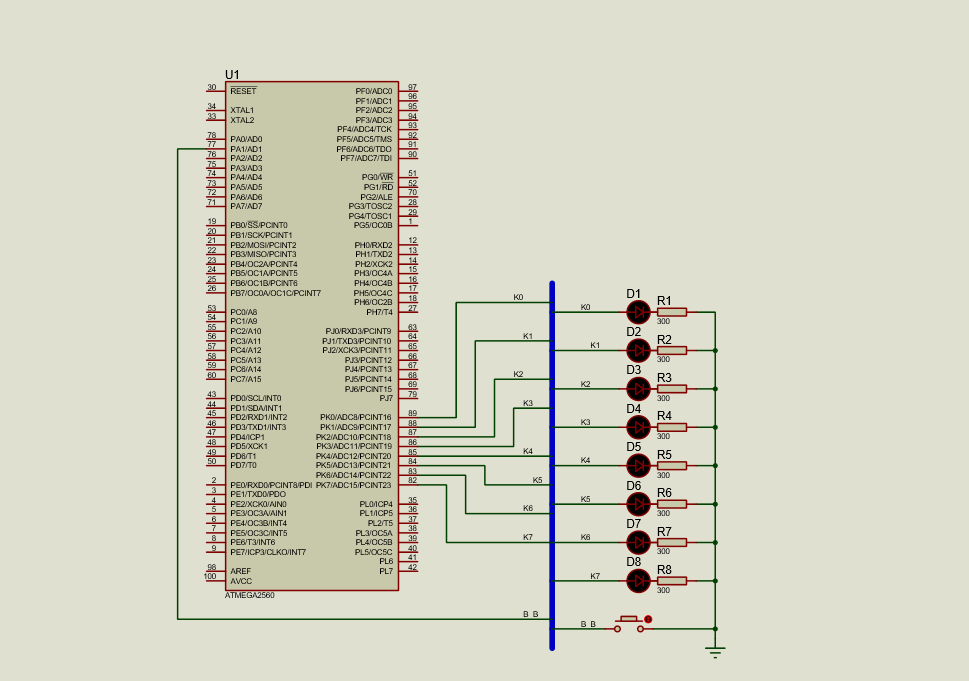 U1
30 RESET PF0/ADC0 97
PF1/ADC1 96
34 XTAL1 PF2/ADC2 95
33 XTAL2 PF3/ADC3 94
PF4/ADC4/TCK 93
78 PA0/AD0 PF5/ADC5/TMS 92
77 PA1/AD1 PF6/ADC6/TDO 91
76 PA2/AD2 PF7/ADC7/TDI 90
75 PA3/AD3
74 PA4/AD4 PG0/WR 51
73 PA5/AD5 PG1/RD 52
72 PA6/AD6 PG2/ALE 70
71 PA7/AD7 PG3/TOSC2 28
PG4/TOSC1 29
19 PB0/SS/PCINT0 PG5/OC0B 1
20 PB1/SCK/PCINT1
21 PB2/MOSI/PCINT2 PH0/RXD2 12
22 PB3/MISO/PCINT3 PH1/TXD2 13
23 PB4/OC2A/PCINT4 PH2/XCK2 14
24 PB5/OC1A/PCINT5 PH3/OC4A 15
25 PB6/OC1B/PCINT6 PH4/OC4B 16
26 PB7/OC0A/OC1C/PCINT7 PH5/OC4C 17
PH6/OC2B 18
53 PC0/A8 PH7/T4 27
54 PC1/A9
55 PC2/A10 PJ0/RXD3/PCINT9 63
56 PC3/A11 PJ1/TXD3/PCINT10 64
57 PC4/A12 PJ2/XCK3/PCINT11 65
58 PC5/A13 PJ3/PCINT12 66
59 PC6/A14 PJ4/PCINT13 67
60 PC7/A15 PJ5/PCINT14 68
PJ6/PCINT15 69
43 PD0/SCL/INT0 PJ7 79
44 PD1/SDA/INT1
45 PD2/RXD1/INT2 PK0/ADC8/PCINT16 89
46 PD3/TXD1/INT3 PK1/ADC9/PCINT17 88
47 PD4/ICP1 PK2/ADC10/PCINT18 87
48 PD5/XCK1 PK3/ADC11/PCINT19 86
49 PD6/T1 PK4/ADC12/PCINT20 85
50 PD7/T0 PK5/ADC13/PCINT21 84
PK6/ADC14/PCINT22 83
2 PE0/RXD0/PCINT8/PDI PK7/ADC15/PCINT23 82
3 PE1/TXD0/PDO
4 PE2/XCK0/AIN0 PL0/ICP4 35
5 PE3/OC3A/AIN1 PL1/ICP5 36
6 PE4/OC3B/INT4 PL2/T5 37
7 PE5/OC3C/INT5 PL3/OC5A 38
8 PE6/T3/INT6 PL4/OC5B 39
9 PE7/ICP3/CLKO/INT7 PL5/OC5C 40
PL6 41
98 AREF PL7 42
100 AVCC
ATMEGA2560
K0
K1
K2
K3
K4
K5
K6
K7
B B
K0 D1 R1
300
K1 D2 R2
300
K2 D3 R3
300
K3 D4 R4
300
K4 D5 R5
300
K5 D6 R6
300
K6 D7 R7
300
K7 D8 R8
300
B B